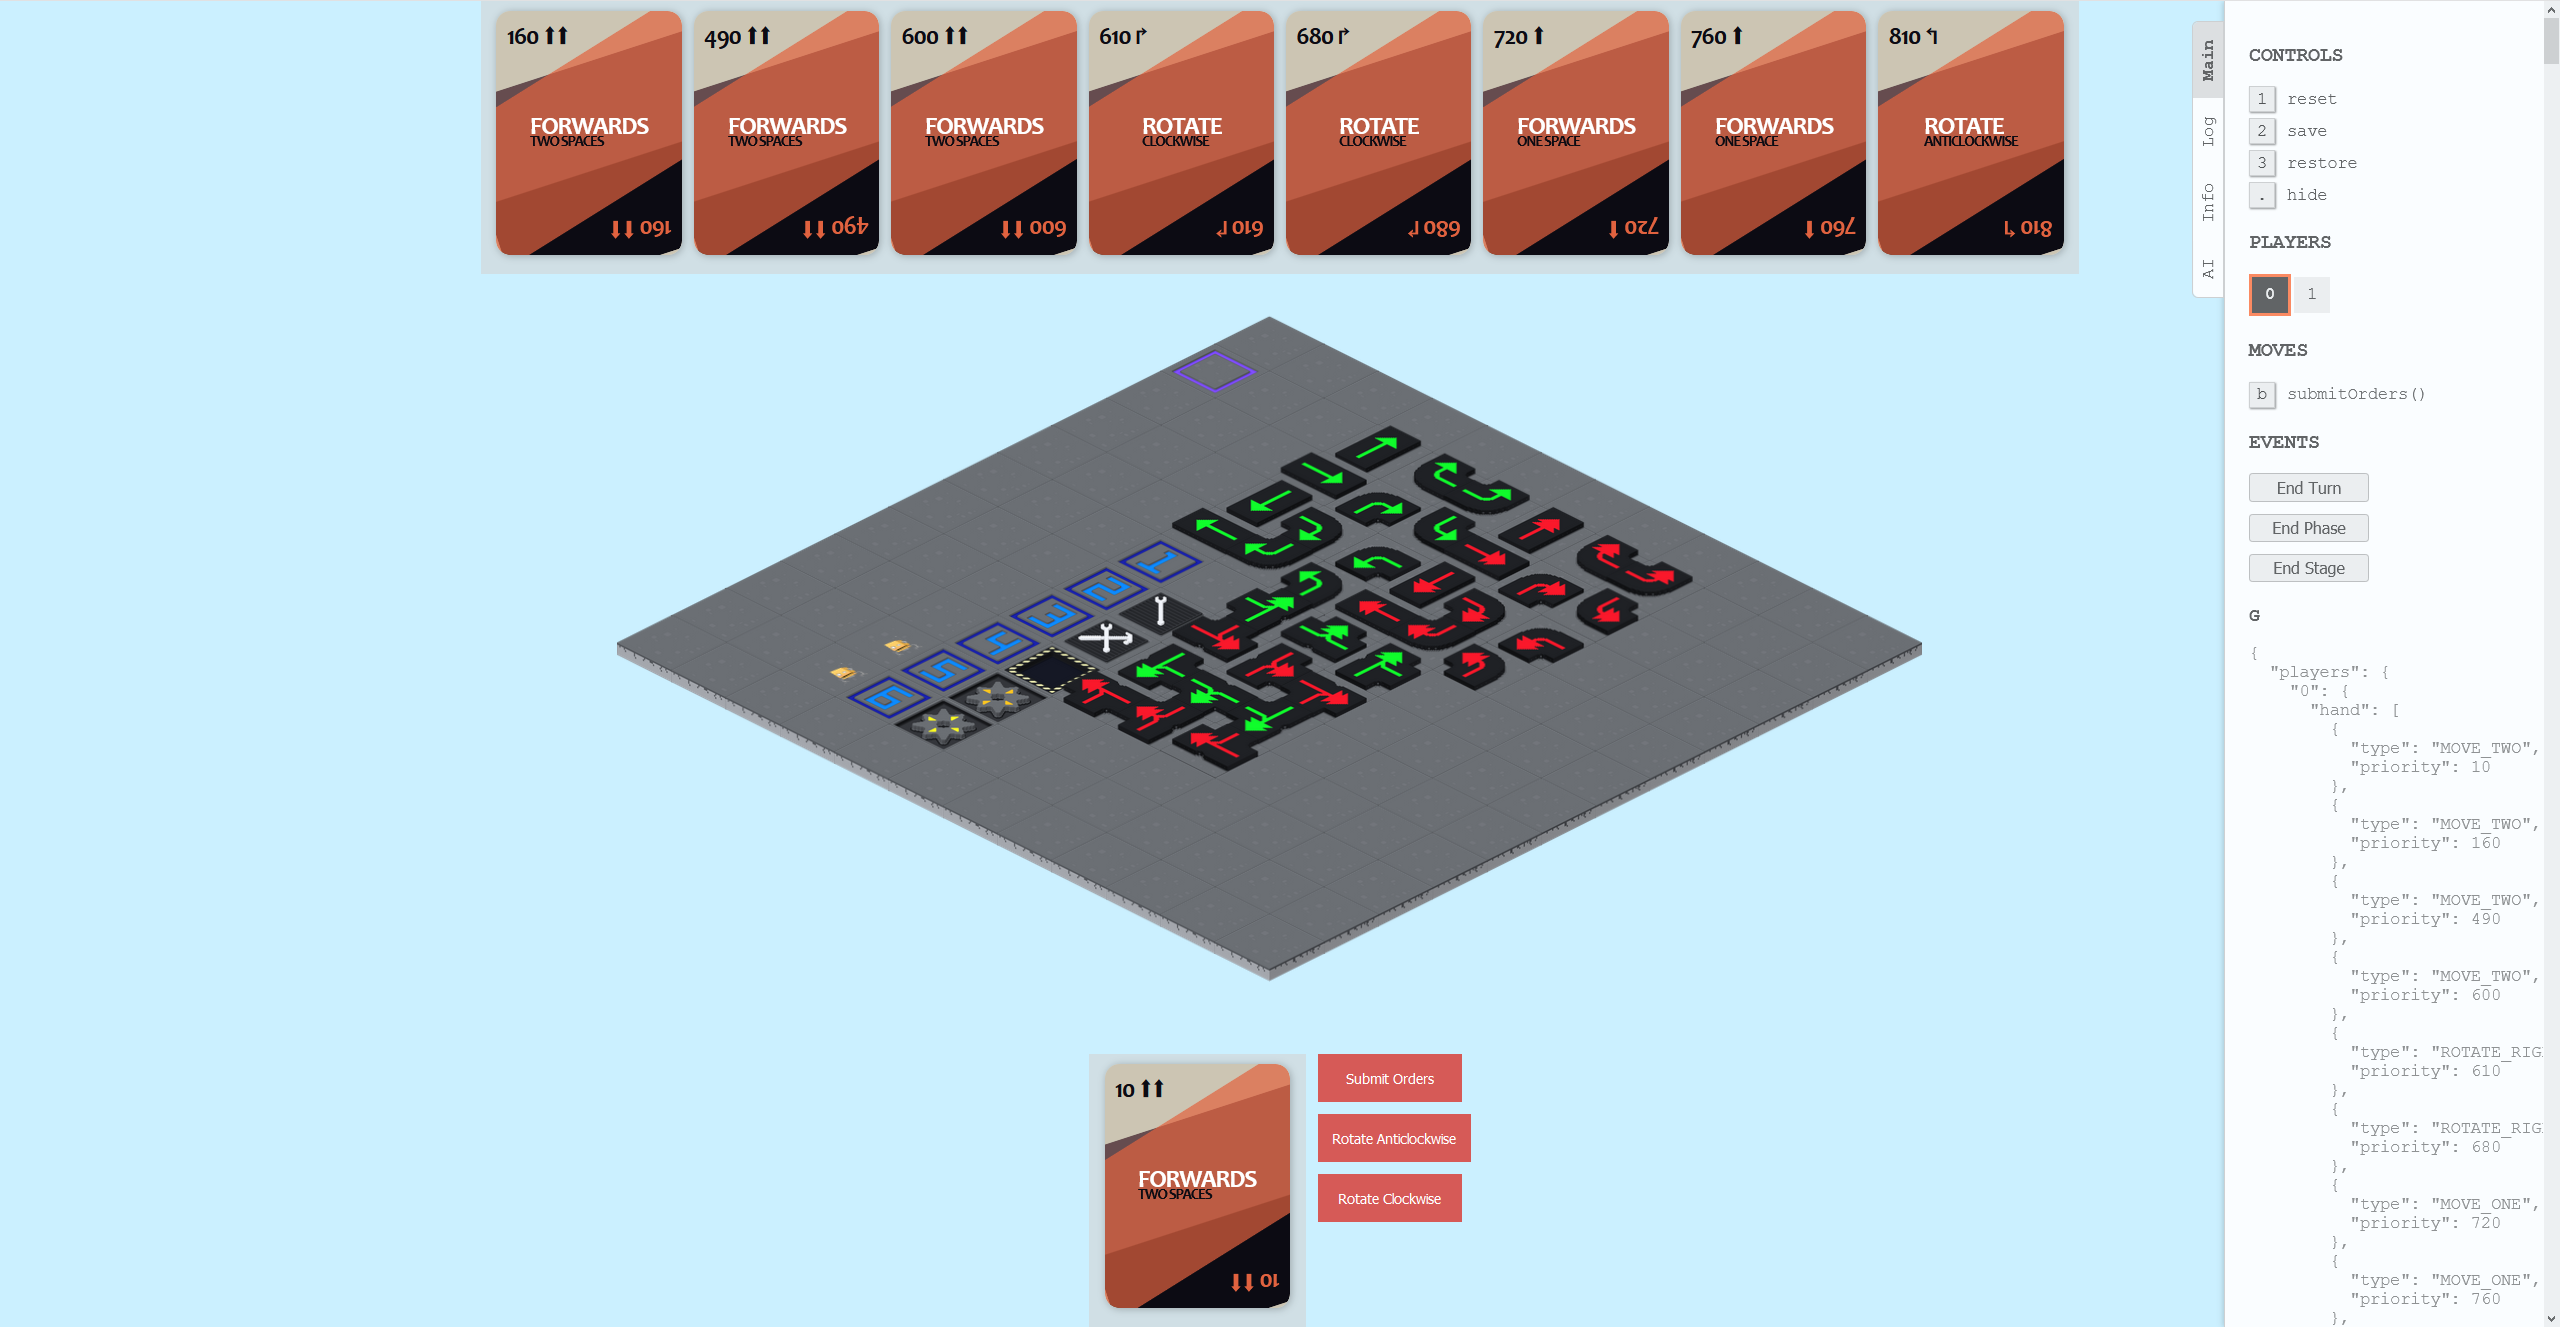 160 ⬆⬆
FORWARDS
TWO SPACES
160 ⬆⬆
490 ⬆⬆
FORWARDS
TWO SPACES
490 ⬆⬆
600 ⬆⬆
FORWARDS
TWO SPACES
600 ⬆⬆
610 ↱
ROTATE
CLOCKWISE
610 ↱
680 ↱
ROTATE
CLOCKWISE
680 ↱
720 ⬆
FORWARDS
ONE SPACE
720 ⬆
760 ⬆
FORWARDS
ONE SPACE
760 ⬆
810 ↰
ROTATE
ANTICLOCKWISE
810 ↰
1
2
3
4
5
6
10 ⬆⬆
FORWARDS
TWO SPACES
10 ⬆⬆
Submit Orders
Rotate Anticlockwise
Rotate Clockwise
Main
Log
Info
AI
CONTROLS
1 reset
2 save
3 restore
. hide
PLAYERS
0 1
MOVES
b submitOrders()
EVENTS
End Turn
End Phase
End Stage
G
{
"players": {
"0": {
"hand": [
{
"type": "MOVE_TWO",
"priority": 10
},
{
"type": "MOVE_TWO",
"priority": 160
},
{
"type": "MOVE_TWO",
"priority": 490
},
{
"type": "MOVE_TWO",
"priority": 600
},
{
"type": "ROTATE_RIG
"priority": 610
},
{
"type": "ROTATE_RIG
"priority": 680
},
{
"type": "MOVE_ONE",
"priority": 720
},
{
"type": "MOVE_ONE",
"priority": 760
},